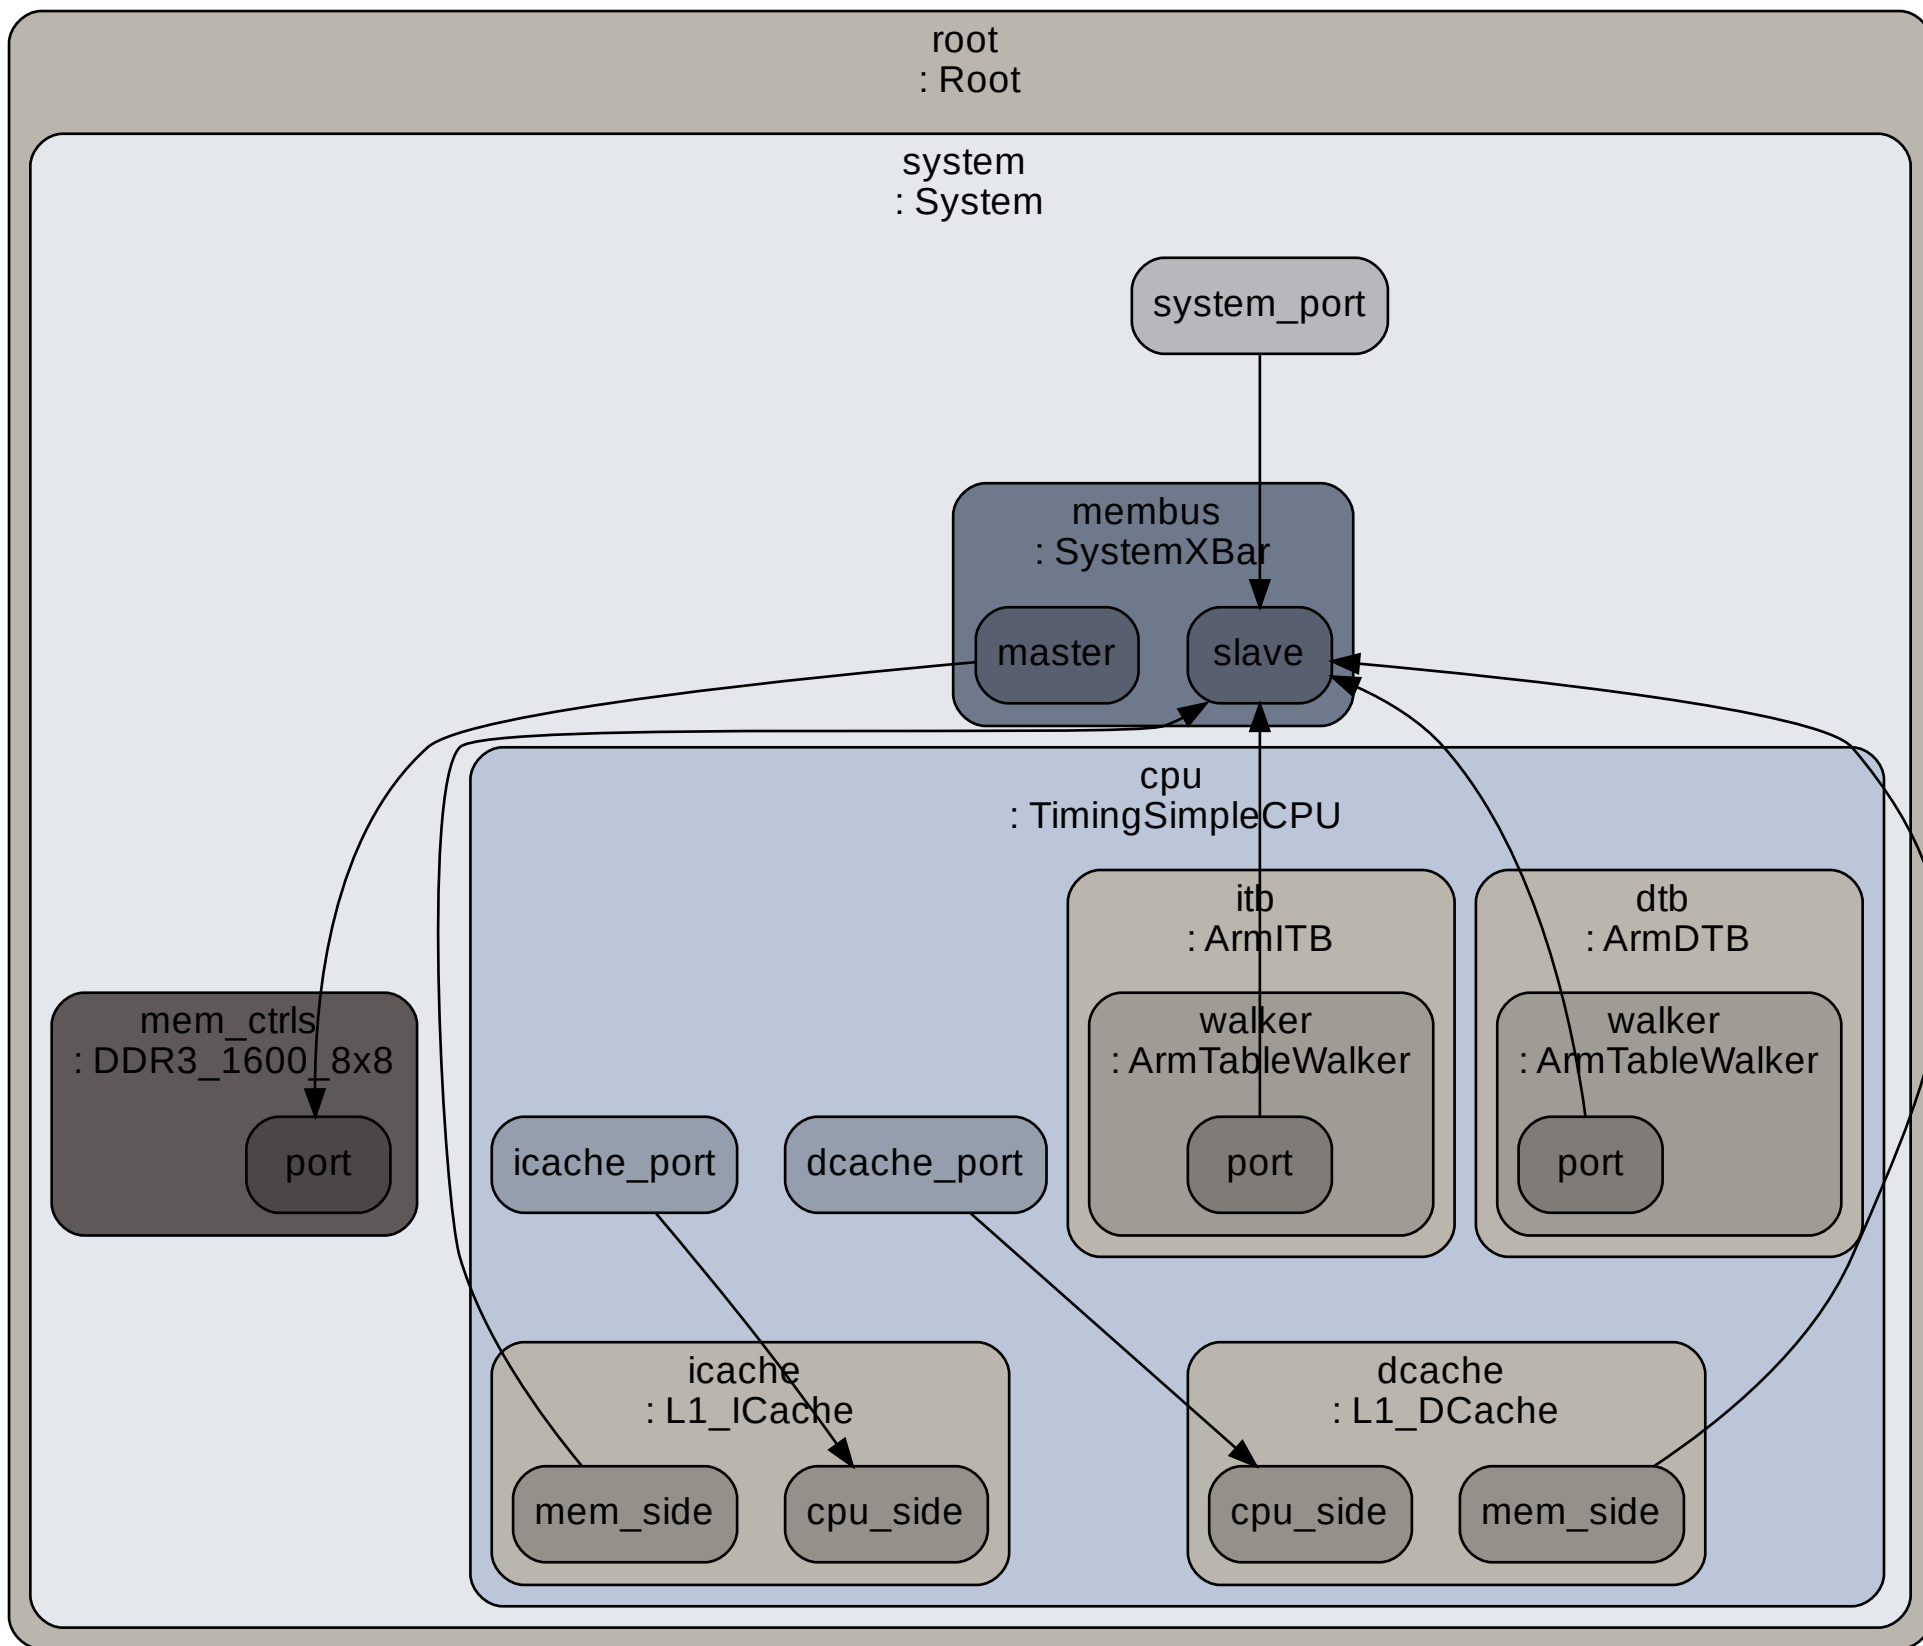 root
: Root
system
: System
system_port
membus
: SystemXBar
master
slave
cpu
: TimingSimpleCPU
itb
: ArmITB
dtb
: ArmDTB
mem_ctrls
: DDR3_1600_8x8
walker
: ArmTableWalker
walker
: ArmTableWalker
port
icache_port
dcache_port
port
port
icache
: L1_ICache
dcache
: L1_DCache
mem_side
cpu_side
cpu_side
mem_side